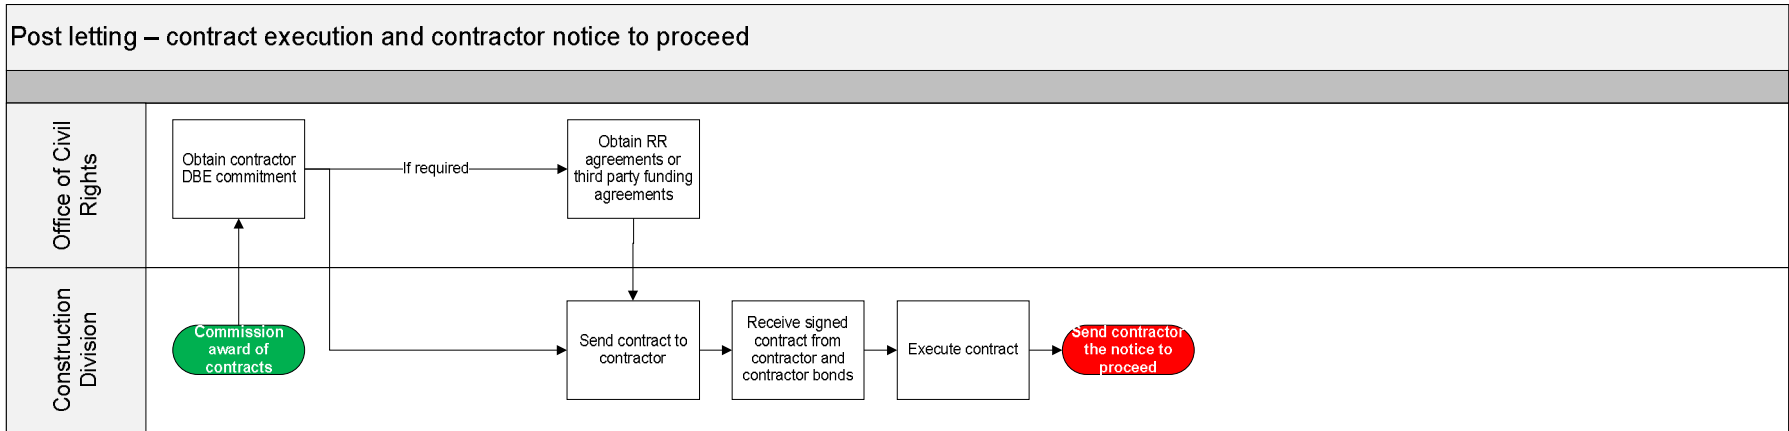 Post letting – contract execution and contractor notice to proceed
Office of Civil
Rights
Obtain contractor
DBE commitment
If required
Obtain RR
agreements or
third party funding
agreements
Construction
Division
Commission
award of
contracts
Send contract to
contractor
Receive signed
contract from
contractor and
contractor bonds
Execute contract
Send contractor
the notice to
proceed